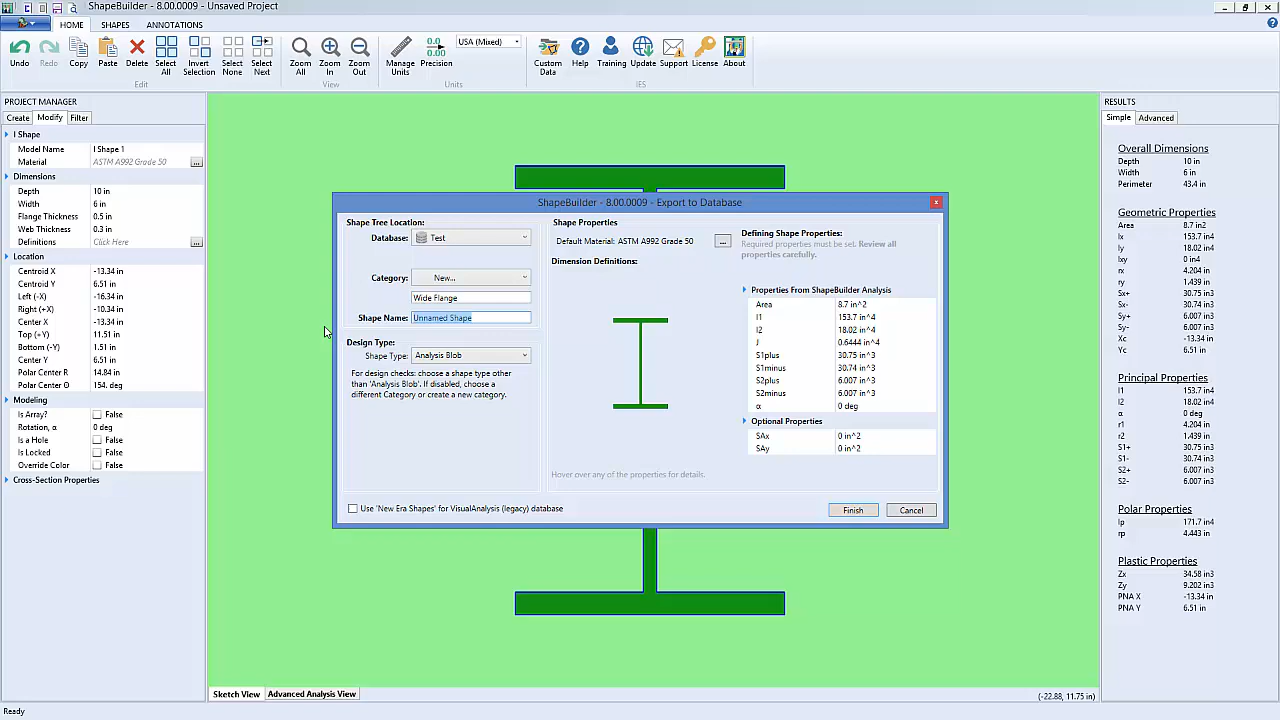 ShapeBuilder - 8.00.0009 - Unsaved Project
HOME SHAPES ANNOTATIONS
Undo Redo Copy Paste Delete Select All Invert Selection Select None Select Next
Edit
Zoom All Zoom In Zoom Out
View
Manage Units Precision
USA (Mixed)
Units
Custom Data Help Training Update Support License About
IES
PROJECT MANAGER
Create Modify Filter
I Shape
Model Name I Shape 1
Material ASTM A992 Grade 50 ...
Dimensions
Depth 10 in
Width 6 in
Flange Thickness 0.5 in
Web Thickness 0.3 in
Definitions Click Here ...
Location
Centroid X -13.34 in
Centroid Y 6.51 in
Left (-X) -16.34 in
Right (+X) -10.34 in
Center X -13.34 in
Top (+Y) 11.51 in
Bottom (-Y) 1.51 in
Center Y 6.51 in
Polar Center R 14.84 in
Polar Center Θ 154. deg
Modeling
Is Array? False
Rotation, α 0 deg
Is a Hole False
Is Locked False
Override Color False
Cross-Section Properties
ShapeBuilder - 8.00.0009 - Export to Database
Shape Tree Location:
Database: Test
Category: New...
Wide Flange
Shape Name: Unnamed Shape
Design Type:
Shape Type: Analysis Blob
For design checks: choose a shape type other
than 'Analysis Blob'. If disabled, choose a
different Category or create a new category.
Shape Properties
Default Material: ASTM A992 Grade 50 ...
Dimension Definitions:
Hover over any of the properties for details.
Defining Shape Properties:
Required properties must be set. Review all
properties carefully.
Properties From ShapeBuilder Analysis
Area 8.7 in^2
I1 153.7 in^4
I2 18.02 in^4
J 0.6444 in^4
S1plus 30.75 in^3
S1minus 30.74 in^3
S2plus 6.007 in^3
S2minus 6.007 in^3
α 0 deg
Optional Properties
SAx 0 in^2
SAy 0 in^2
Use 'New Era Shapes' for VisualAnalysis (legacy) database
Finish Cancel
RESULTS
Simple Advanced
Overall Dimensions
Depth 10 in
Width 6 in
Perimeter 43.4 in
Geometric Properties
Area 8.7 in2
Ix 153.7 in4
Iy 18.02 in4
Ixy 0 in4
rx 4.204 in
ry 1.439 in
Sx+ 30.75 in3
Sx- 30.74 in3
Sy+ 6.007 in3
Sy- 6.007 in3
Xc -13.34 in
Yc 6.51 in
Principal Properties
I1 153.7 in4
I2 18.02 in4
α 0 deg
r1 4.204 in
r2 1.439 in
S1+ 30.75 in3
S1- 30.74 in3
S2+ 6.007 in3
S2- 6.007 in3
Polar Properties
Ip 171.7 in4
rp 4.443 in
Plastic Properties
Zx 34.58 in3
Zy 9.202 in3
PNA X -13.34 in
PNA Y 6.51 in
Sketch View Advanced Analysis View
(-22.88, 11.75 in)
Ready